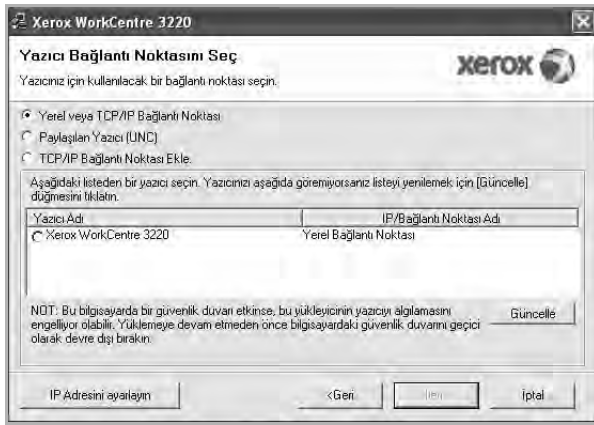 Xerox WorkCentre 3220
Yazıcı Bağlantı Noktasını Seç
Yazıcınız için kullanılacak bir bağlantı noktası seçin.
xerox
Yerel veya TCP/IP Bağlantı Noktası
Paylaşılan Yazıcı (UNC)
TCP/IP Bağlantı Noktası Ekle.
Aşağıdaki listeden bir yazıcı seçin. Yazıcınızı aşağıda göremiyorsanız listeyi yenilemek için [Güncelle]
düğmesini tıklatın.
Yazıcı Adı IP/Bağlantı Noktası Adı
Xerox WorkCentre 3220 Yerel Bağlantı Noktası
NOT: Bu bilgisayarda bir güvenlik duvarı etkinse, bu yükleyicinin yazıcıyı algılamasını
engelliyor olabilir. Yüklemeye devam etmeden önce bilgisayardaki güvenlik duvarını geçici
olarak devre dışı bırakın.
Güncelle
IP Adresini ayarlayın <Geri İptal